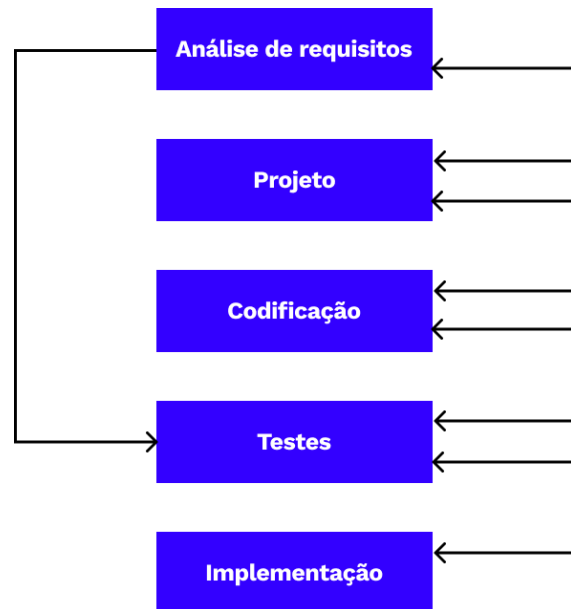 Análise de requisitos
Projeto
Codificação
Testes
Implementação